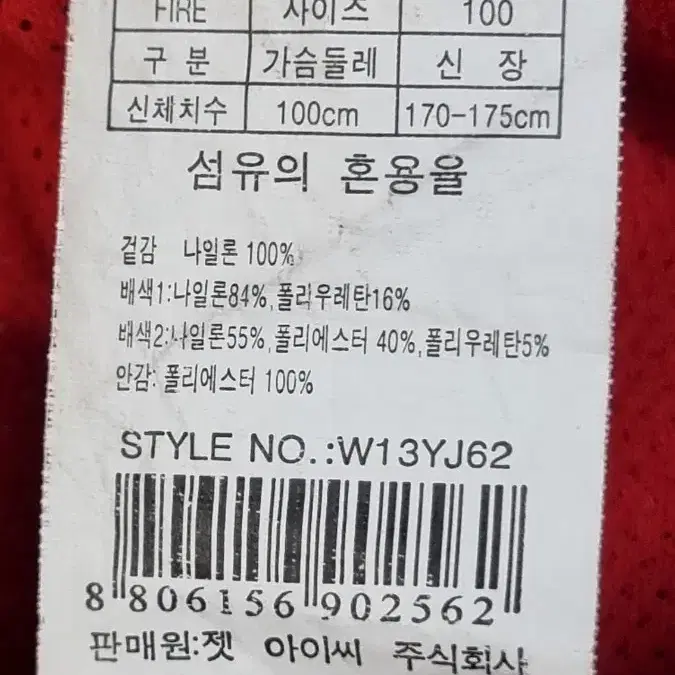 FIRE 사이즈 100
구 분 가슴둘레 신 장
신체치수 100cm 170-175cm
섬유의 혼용율
겉감 나일론 100%
배색1:나일론84%,폴리우레탄16%
배색2:나일론55%,폴리에스터 40%,폴리우레탄5%
안감: 폴리에스터 100%
STYLE NO.:W13YJ62
8 806156 902562
판매원:젯 아이씨 주식회사